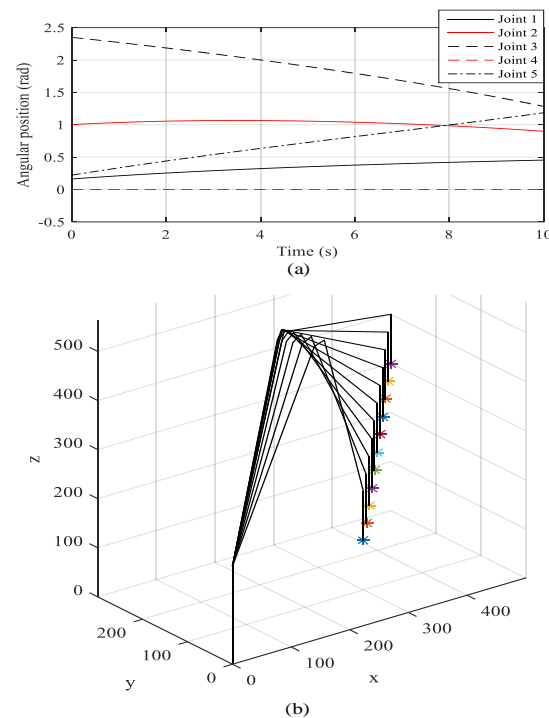 Joint 1
Joint 2
Joint 3
Joint 4
Joint 5
Angular position (rad)
2.5
2
1.5
1
0.5
0
-0.5
0 2 4 6 8 10
Time (s)
(a)
z
500
400
300
200
100
0
200
100
0
y
0 100 200 300 400
x
(b)